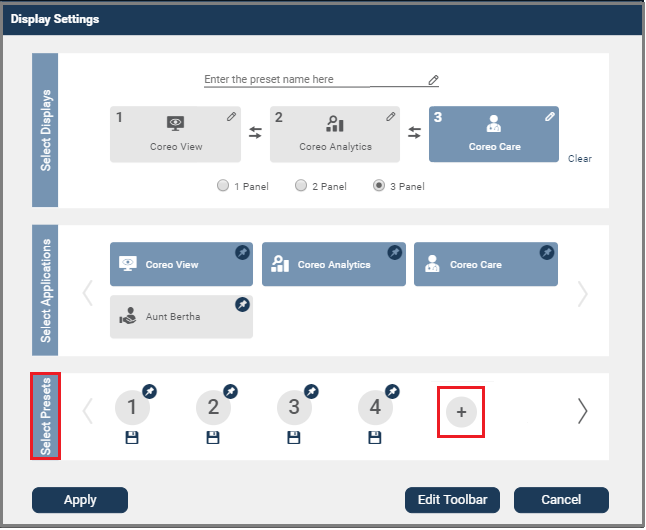 Display Settings
Select Displays
Enter the preset name here
1
Coreo View
2
Coreo Analytics
3
Coreo Care
Clear
1 Panel
2 Panel
3 Panel
Select Applications
Coreo View
Coreo Analytics
Coreo Care
Aunt Bertha
Select Presets
1
2
3
4
+
Apply
Edit Toolbar
Cancel